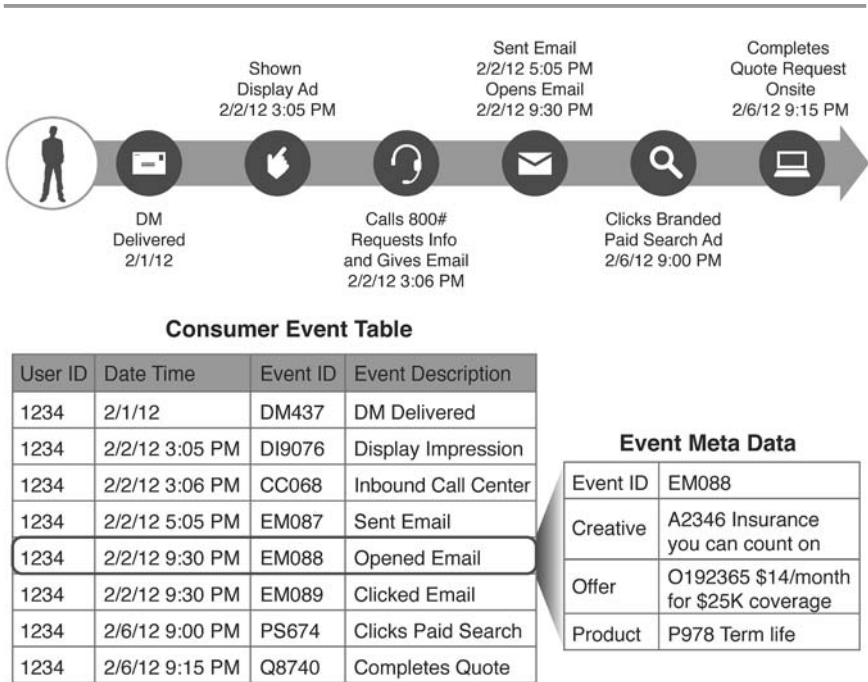 Shown
Display Ad
2/2/12 3:05 PM
Sent Email
2/2/12 5:05 PM
Opens Email
2/2/12 9:30 PM
Completes
Quote Request
Onsite
2/6/12 9:15 PM
DM
Delivered
2/1/12
Calls 800#
Requests Info
and Gives Email
2/2/12 3:06 PM
Clicks Branded
Paid Search Ad
2/6/12 9:00 PM
Consumer Event Table
User ID Date Time Event ID Event Description
1234 2/1/12 DM437 DM Delivered
1234 2/2/12 3:05 PM DI9076 Display Impression
1234 2/2/12 3:06 PM CC068 Inbound Call Center
1234 2/2/12 5:05 PM EM087 Sent Email
1234 2/2/12 9:30 PM EM088 Opened Email
1234 2/2/12 9:30 PM EM089 Clicked Email
1234 2/6/12 9:00 PM PS674 Clicks Paid Search
1234 2/6/12 9:15 PM Q8740 Completes Quote
Event Meta Data
Event ID EM088
Creative A2346 Insurance
you can count on
Offer O192365 $14/month
for $25K coverage
Product P978 Term life